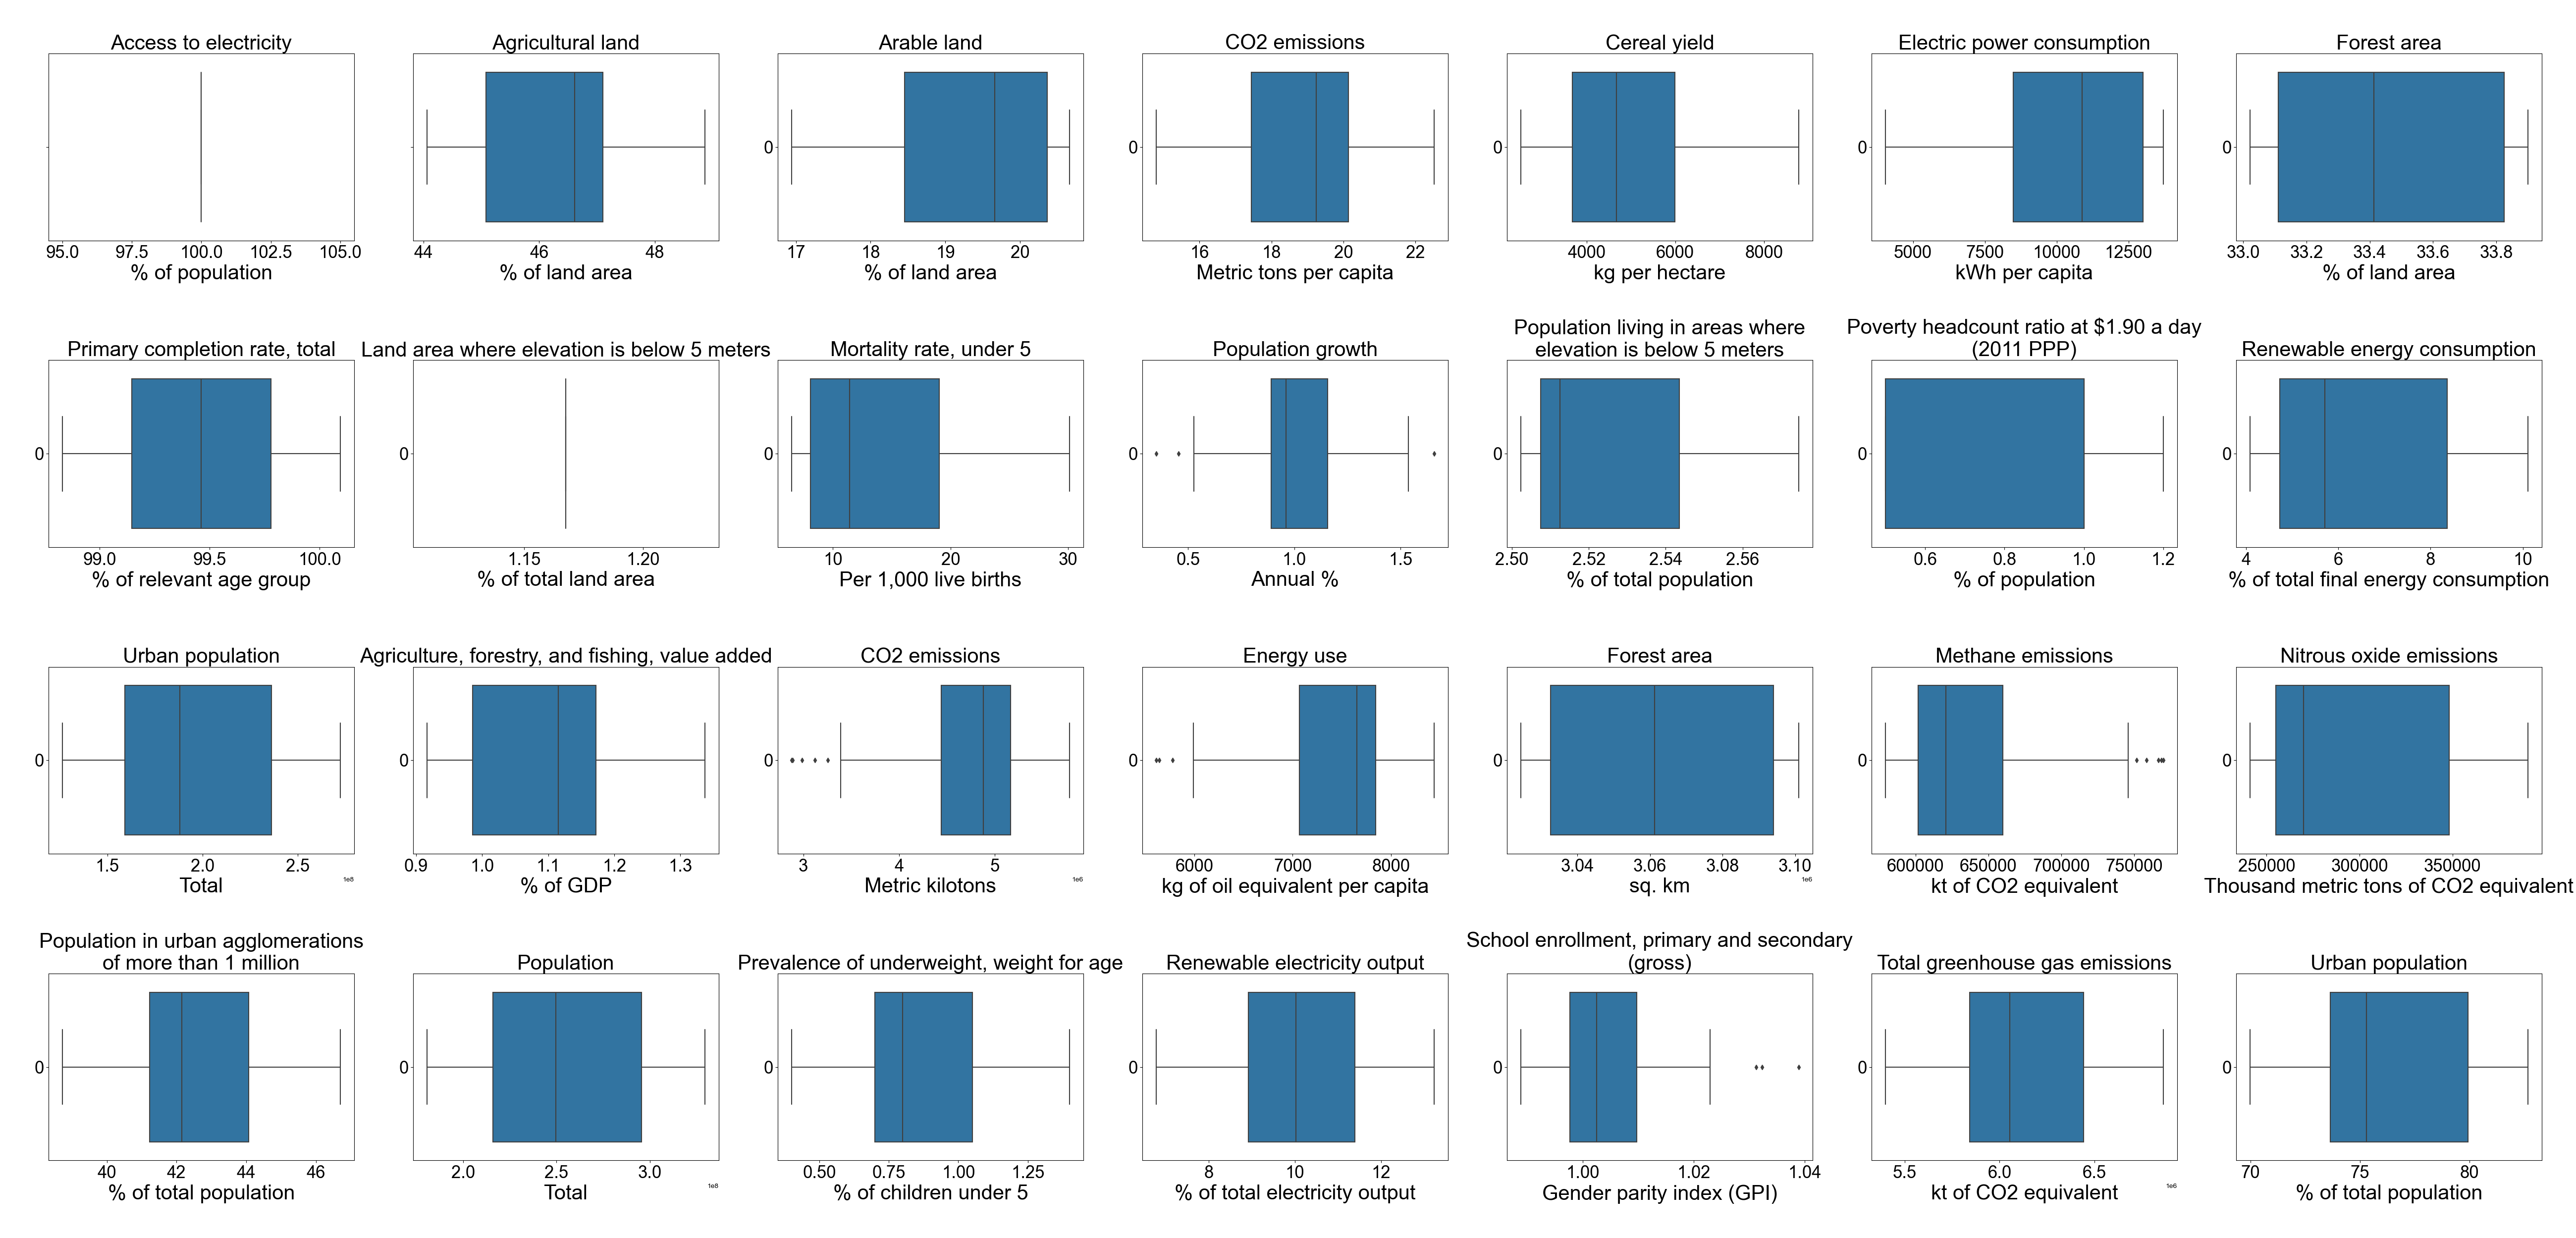 Access to electricity
95.0 97.5 100.0 102.5 105.0
% of population
Agricultural land
44 46 48
% of land area
Arable land
0
17 18 19 20
% of land area
CO2 emissions
0
16 18 20 22
Metric tons per capita
Cereal yield
0
4000 6000 8000
kg per hectare
Electric power consumption
0
5000 7500 10000 12500
kWh per capita
Forest area
0
33.0 33.2 33.4 33.6 33.8
% of land area
Primary completion rate, total
0
99.0 99.5 100.0
% of relevant age group
Land area where elevation is below 5 meters
0
1.15 1.20
% of total land area
Mortality rate, under 5
0
10 20 30
Per 1,000 live births
Population growth
0
0.5 1.0 1.5
Annual %
Population living in areas where
elevation is below 5 meters
0
2.50 2.52 2.54 2.56
% of total population
Poverty headcount ratio at $1.90 a day
(2011 PPP)
0
0.6 0.8 1.0 1.2
% of population
Renewable energy consumption
0
4 6 8 10
% of total final energy consumption
Urban population
0
1.5 2.0 2.5
1e8
Total
Agriculture, forestry, and fishing, value added
0
0.9 1.0 1.1 1.2 1.3
% of GDP
CO2 emissions
0
3 4 5
1e6
Metric kilotons
Energy use
0
6000 7000 8000
kg of oil equivalent per capita
Forest area
0
3.04 3.06 3.08 3.10
1e6
sq. km
Methane emissions
0
600000 650000 700000 750000
kt of CO2 equivalent
Nitrous oxide emissions
0
250000 300000 350000
Thousand metric tons of CO2 equivalent
Population in urban agglomerations
of more than 1 million
0
40 42 44 46
% of total population
Population
0
2.0 2.5 3.0
1e8
Total
Prevalence of underweight, weight for age
0
0.50 0.75 1.00 1.25
% of children under 5
Renewable electricity output
0
8 10 12
% of total electricity output
School enrollment, primary and secondary
(gross)
0
1.00 1.02 1.04
Gender parity index (GPI)
Total greenhouse gas emissions
0
5.5 6.0 6.5
1e6
kt of CO2 equivalent
Urban population
0
70 75 80
% of total population